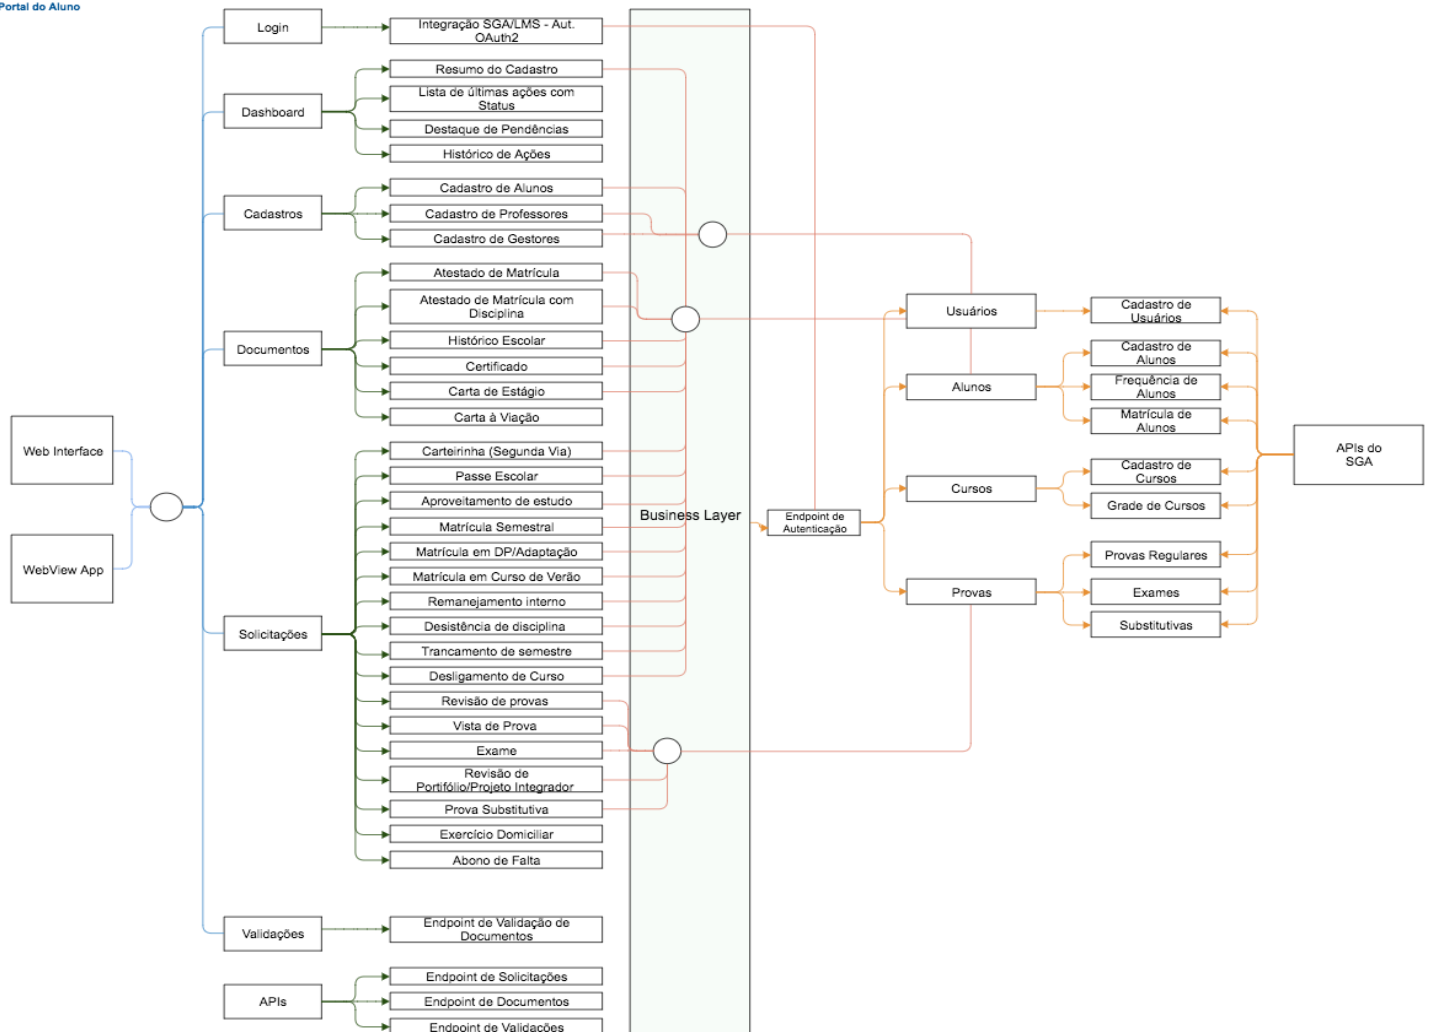 Portal do Aluno
Login
Integração SGA/LMS - Aut.
OAuth2
Dashboard
Resumo do Cadastro
Lista de últimas ações com
Status
Destaque de Pendências
Histórico de Ações
Cadastros
Cadastro de Alunos
Cadastro de Professores
Cadastro de Gestores
Documentos
Atestado de Matrícula
Atestado de Matrícula com
Disciplina
Histórico Escolar
Certificado
Carta de Estágio
Carta à Viação
Web Interface
WebView App
Solicitações
Carteirinha (Segunda Via)
Passe Escolar
Aproveitamento de estudo
Matrícula Semestral
Matrícula em DP/Adaptação
Matrícula em Curso de Verão
Remanejamento interno
Desistência de disciplina
Trancamento de semestre
Desligamento de Curso
Revisão de provas
Vista de Prova
Exame
Revisão de
Portifólio/Projeto Integrador
Prova Substitutiva
Exercício Domiciliar
Abono de Falta
Validações
Endpoint de Validação de
Documentos
APIs
Endpoint de Solicitações
Endpoint de Documentos
Endpoint de Validações
Business Layer
Endpoint de
Autenticação
Usuários
Cadastro de
Usuários
Alunos
Cadastro de
Alunos
Frequência de
Alunos
Matrícula de
Alunos
Cursos
Cadastro de
Cursos
Grade de Cursos
Provas
Provas Regulares
Exames
Substitutivas
APIs do
SGA